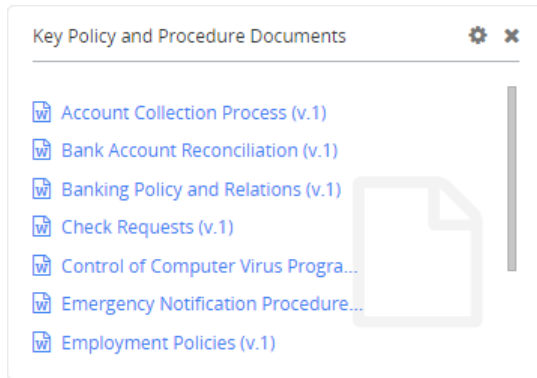 Key Policy and Procedure Documents
Account Collection Process (v.1)
Bank Account Reconciliation (v.1)
Banking Policy and Relations (v.1)
Check Requests (v.1)
Control of Computer Virus Progra...
Emergency Notification Procedure...
Employment Policies (v.1)